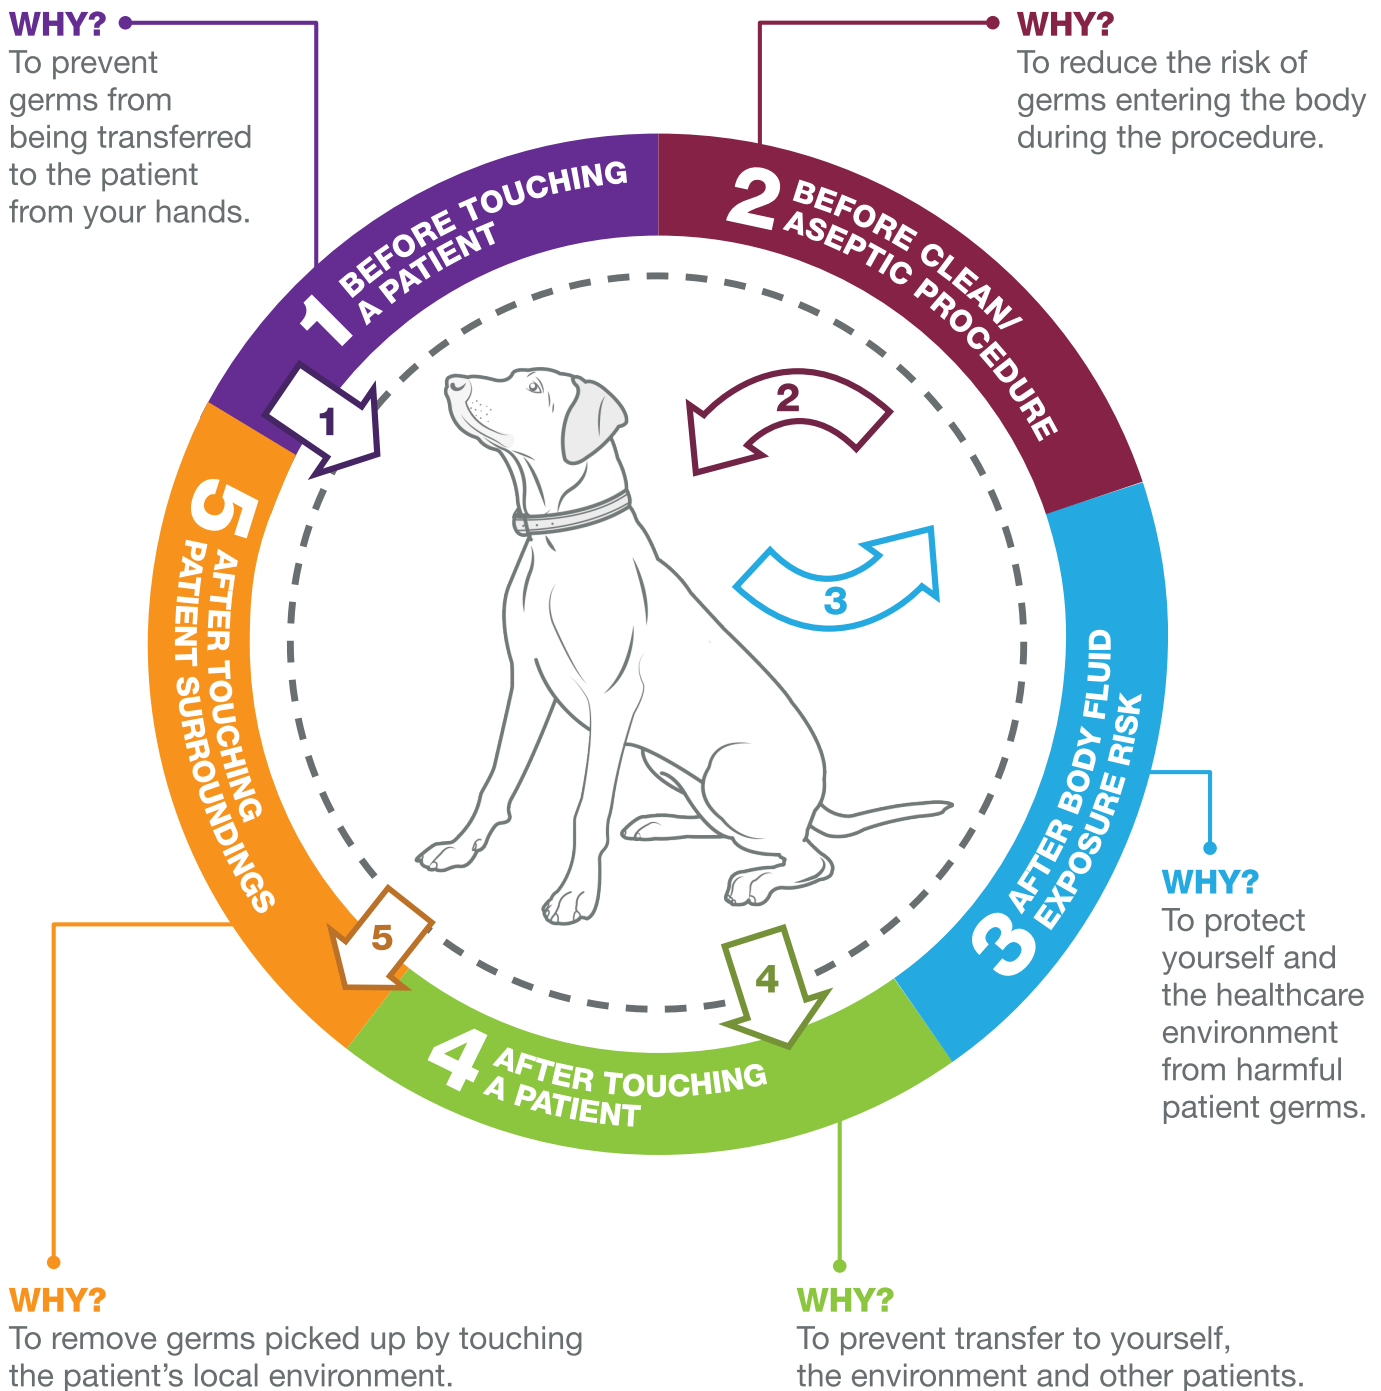 WHY?
To prevent
germs from
being transferred
to the patient
from your hands.
WHY?
To reduce the risk of
germs entering the body
during the procedure.
1 BEFORE TOUCHING
A PATIENT
2 BEFORE CLEAN/
ASEPTIC PROCEDURE
1
2
3
5 AFTER TOUCHING
PATIENT SURROUNDINGS
3 AFTER BODY FLUID
EXPOSURE RISK
WHY?
To protect
yourself and
the healthcare
environment
from harmful
patient germs.
5
4
4 AFTER TOUCHING
A PATIENT
WHY?
To remove germs picked up by touching
the patient's local environment.
WHY?
To prevent transfer to yourself,
the environment and other patients.